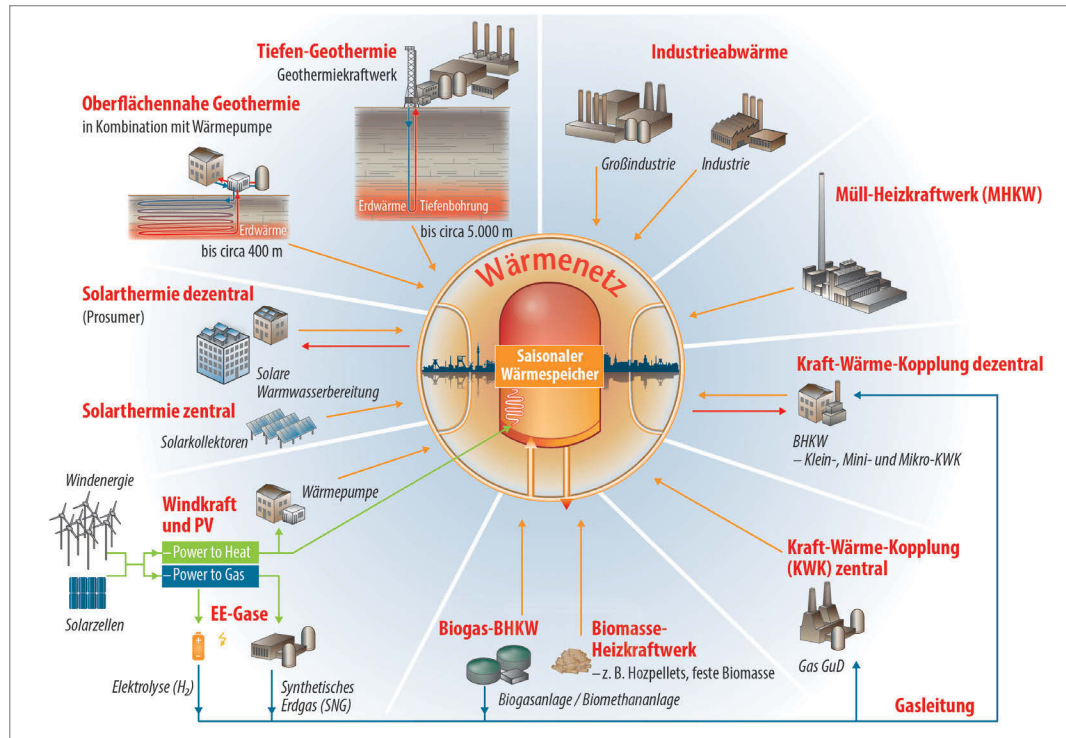 Tiefen-Geothermie
Geothermiekraftwerk
Industrieabwärme
Oberflächennahe Geothermie
in Kombination mit Wärmepumpe
Großindustrie
Industrie
Müll-Heizkraftwerk (MHKW)
Erdwärme
Tiefenbohrung
bis circa 5.000 m
Erdwärme
bis circa 400 m
Wärmenetz
Solarthermie dezentral
(Prosumer)
Saisonaler
Wärmespeicher
Solare
Warmwasserbereitung
Kraft-Wärme-Kopplung dezentral
Solarthermie zentral
Solarkollektoren
BHKW
– Klein-, Mini- und Mikro-KWK
Windenergie
Wärmepumpe
Windkraft
und PV
– Power to Heat
– Power to Gas
Kraft-Wärme-Kopplung
(KWK) zentral
Solarzellen
EE-Gase
Biogas-BHKW
Biomasse-
Heizkraftwerk
– z. B. Hozpellets, feste Biomasse
Gas GuD
Elektrolyse (H₂)
Synthetisches
Erdgas (SNG)
Biogasanlage / Biomethananlage
Gasleitung